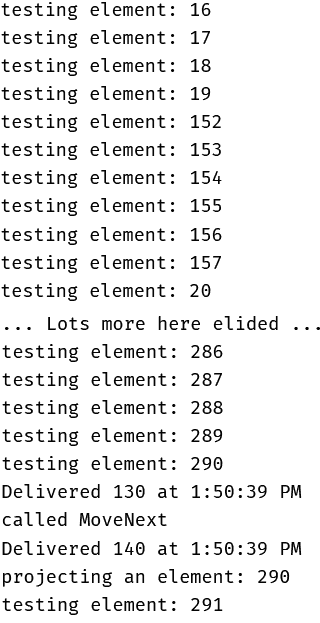 testing element: 16
testing element: 17
testing element: 18
testing element: 19
testing element: 152
testing element: 153
testing element: 154
testing element: 155
testing element: 156
testing element: 157
testing element: 20
... Lots more here elided ...
testing element: 286
testing element: 287
testing element: 288
testing element: 289
testing element: 290
Delivered 130 at 1:50:39 PM
called MoveNext
Delivered 140 at 1:50:39 PM
projecting an element: 290
testing element: 291